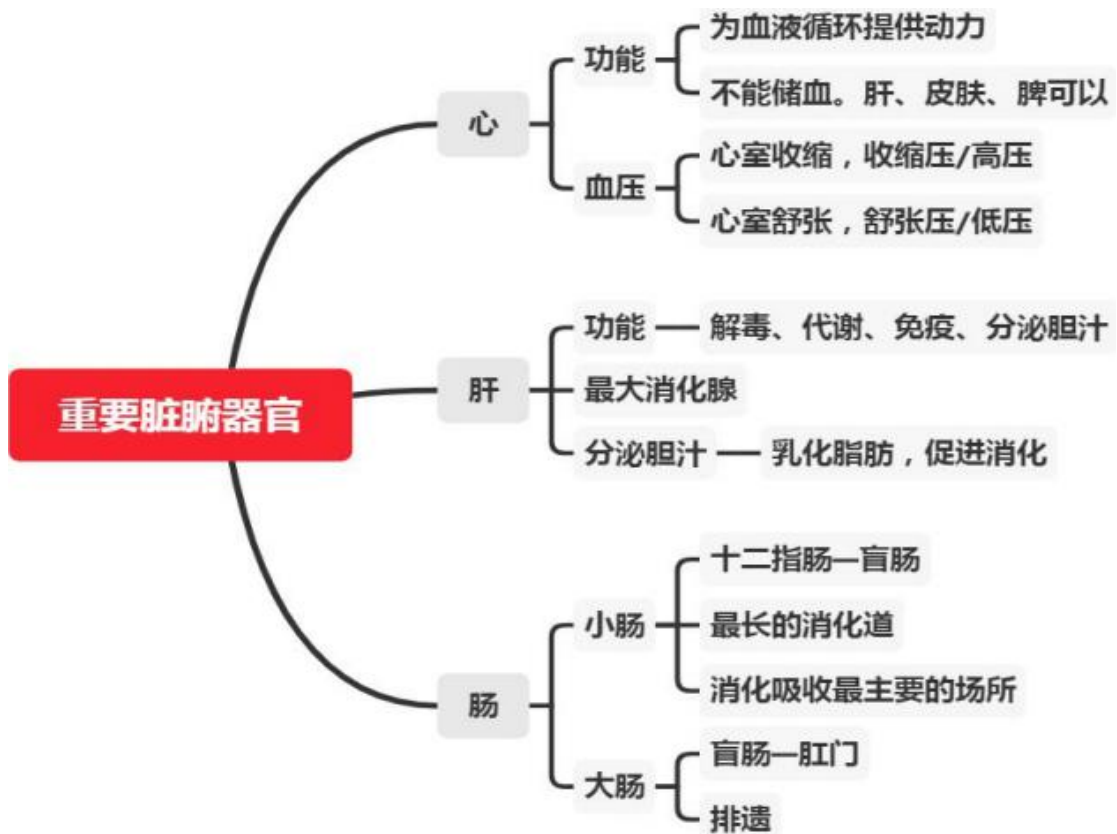 重要脏腑器官
心
功能
为血液循环提供动力
不能储血。肝、皮肤、脾可以
血压
心室收缩，收缩压/高压
心室舒张，舒张压/低压
肝
功能
解毒、代谢、免疫、分泌胆汁
最大消化腺
分泌胆汁
乳化脂肪，促进消化
肠
小肠
十二指肠—盲肠
最长的消化道
消化吸收最主要的场所
大肠
盲肠—肛门
排遗